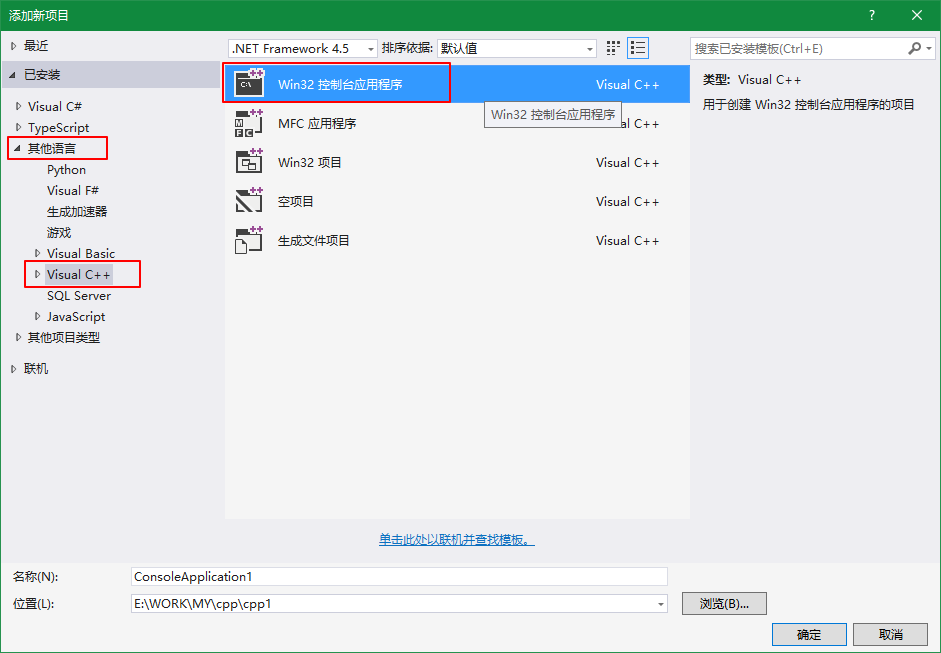 添加新项目
?
最近
.NET Framework 4.5
排序依据:
默认值
搜索已安装模板(Ctrl+E)
已安装
Visual C#
TypeScript
其他语言
Python
Visual F#
生成加速器
游戏
Visual Basic
Visual C++
SQL Server
JavaScript
其他项目类型
联机
C:\
Win32 控制台应用程序 Visual C++
Win32 控制台应用程序
MFC
MFC 应用程序 al C++
Win32 项目 Visual C++
空项目 Visual C++
生成文件项目 Visual C++
类型: Visual C++
用于创建 Win32 控制台应用程序的项目
单击此处以联机并查找模板。
名称(N): ConsoleApplication1
位置(L): E:\WORK\MY\cpp\cpp1
浏览(B)...
确定
取消